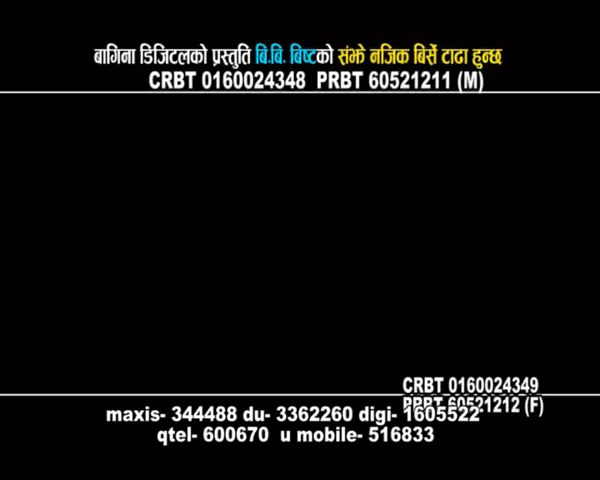 बागिना डिजिटलको प्रस्तुति बि.बि. बिष्टको संझे नजिक बिर्से टाढा हुन्छ
CRBT 0160024348 PRBT 60521211 (M)
CRBT 0160024349
PRBT 60521212 (F)
maxis- 344488 du- 3362260 digi- 1605522
qtel- 600670 u mobile- 516833